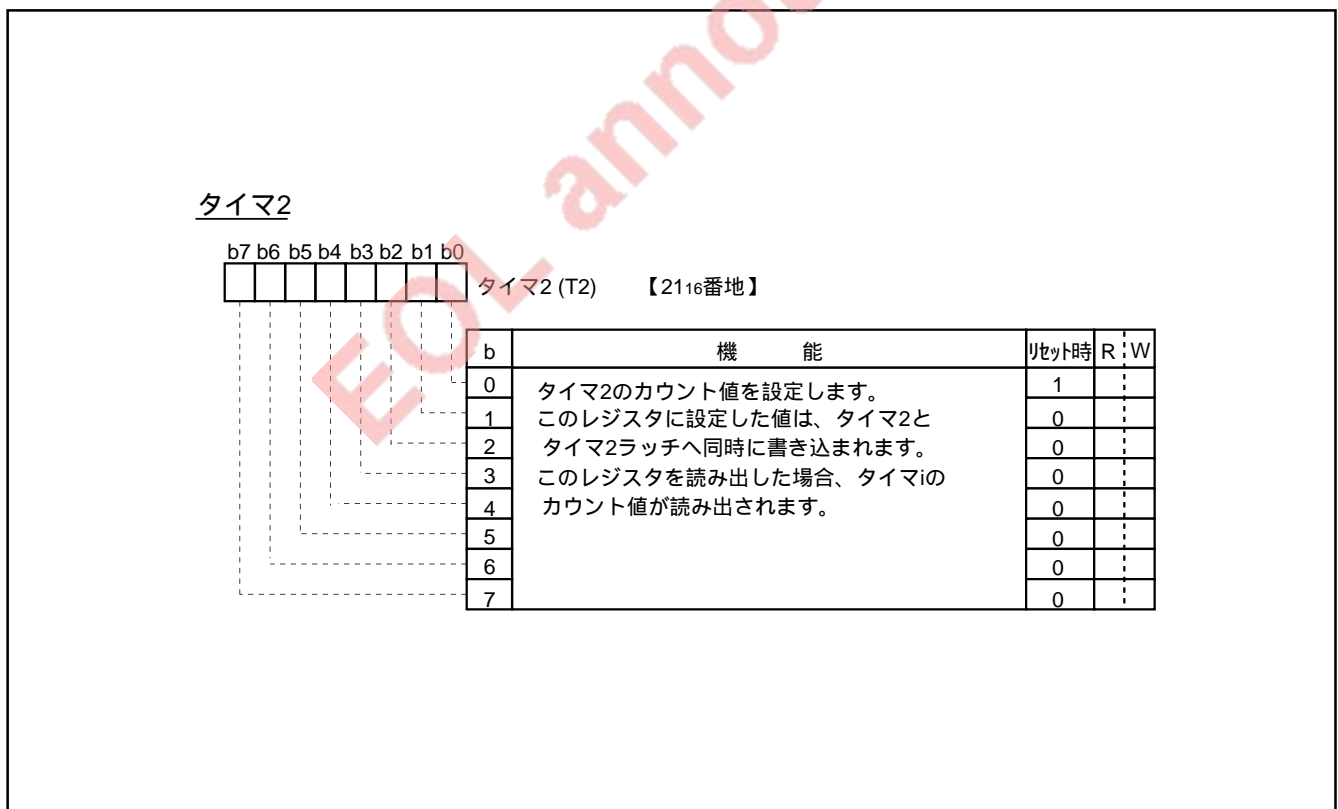 EOL anno
タイマ2
b7 b6 b5 b4 b3 b2 b1 b0
タイマ2 (T2) 【2116番地】
b 機 能 リセット時 R W
0 タイマ2のカウント値を設定します。 1
1 このレジスタに設定した値は、タイマ2と 0
2 タイマ2ラッチへ同時に書き込まれます。 0
3 このレジスタを読み出した場合、タイマiの 0
4 カウント値が読み出されます。 0
5 0
6 0
7 0